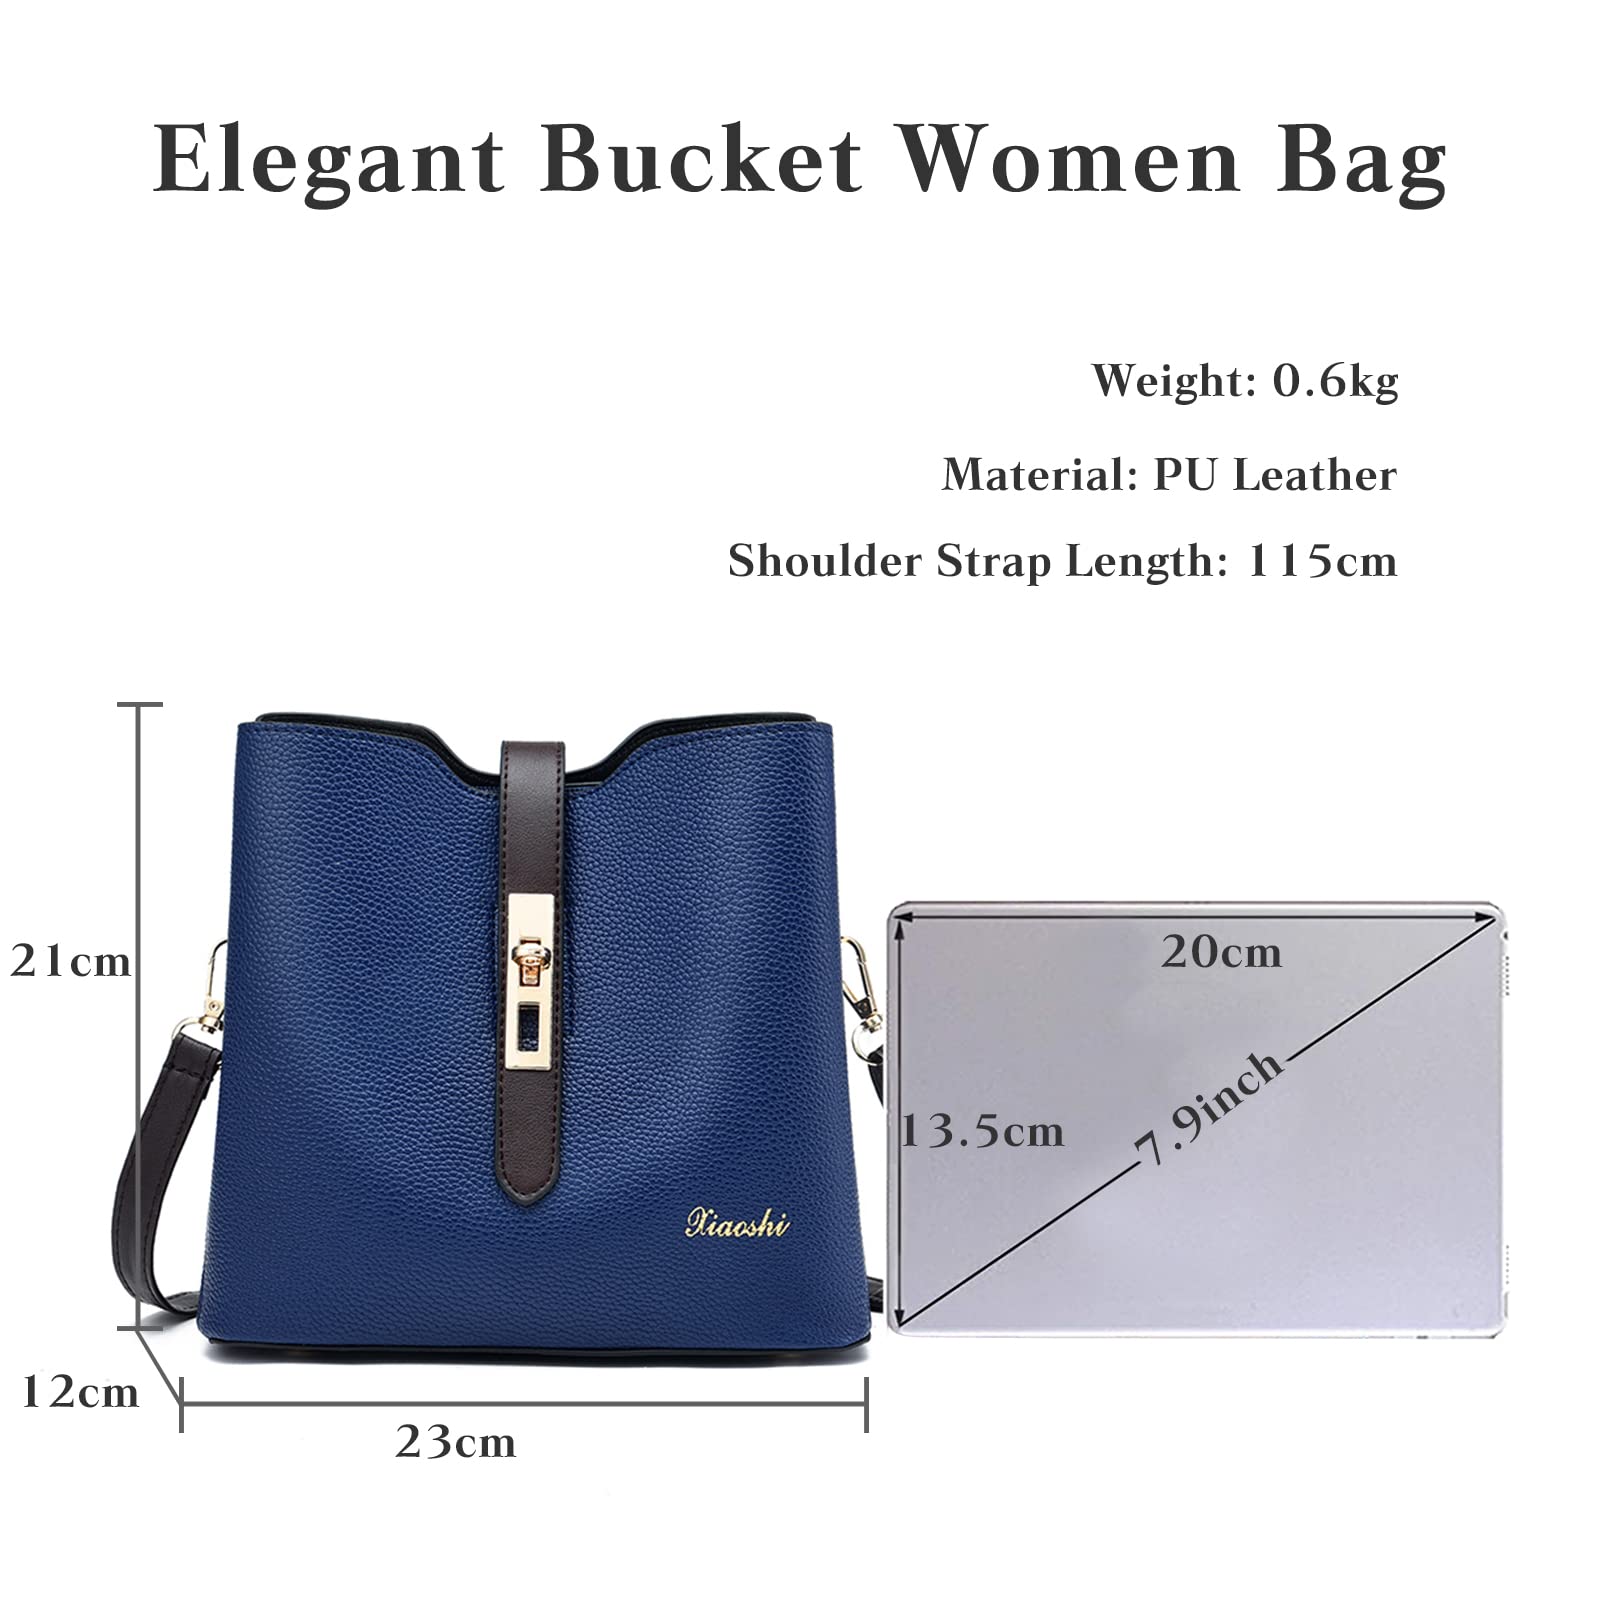 Elegant Bucket Women Bag
Weight: 0.6kg
Material: PU Leather
Shoulder Strap Length: 115cm
21cm
20cm
7.9inch
13.5cm
Xiaoshi
12cm
23cm